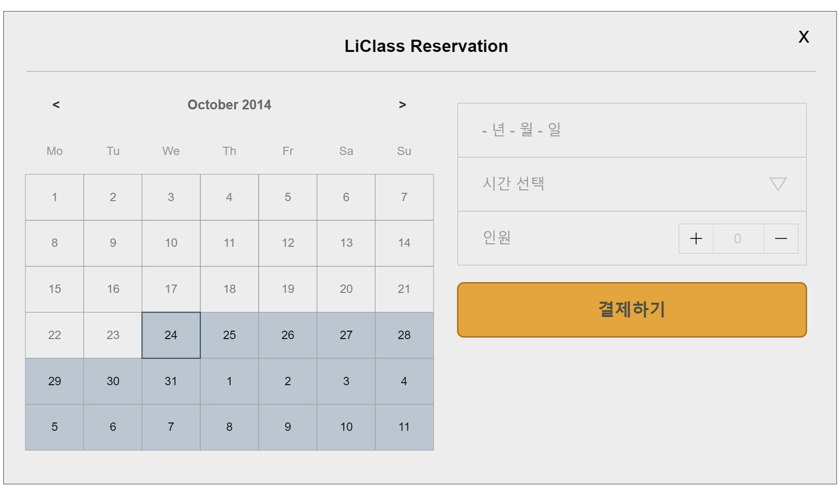 LiClass Reservation
X
< October 2014 >
Mo Tu We Th Fr Sa Su
1 2 3 4 5 6 7
8 9 10 11 12 13 14
15 16 17 18 19 20 21
22 23 24 25 26 27 28
29 30 31 1 2 3 4
5 6 7 8 9 10 11
- 년 - 월 - 일
시간 선택
인원 + 0 −
결제하기